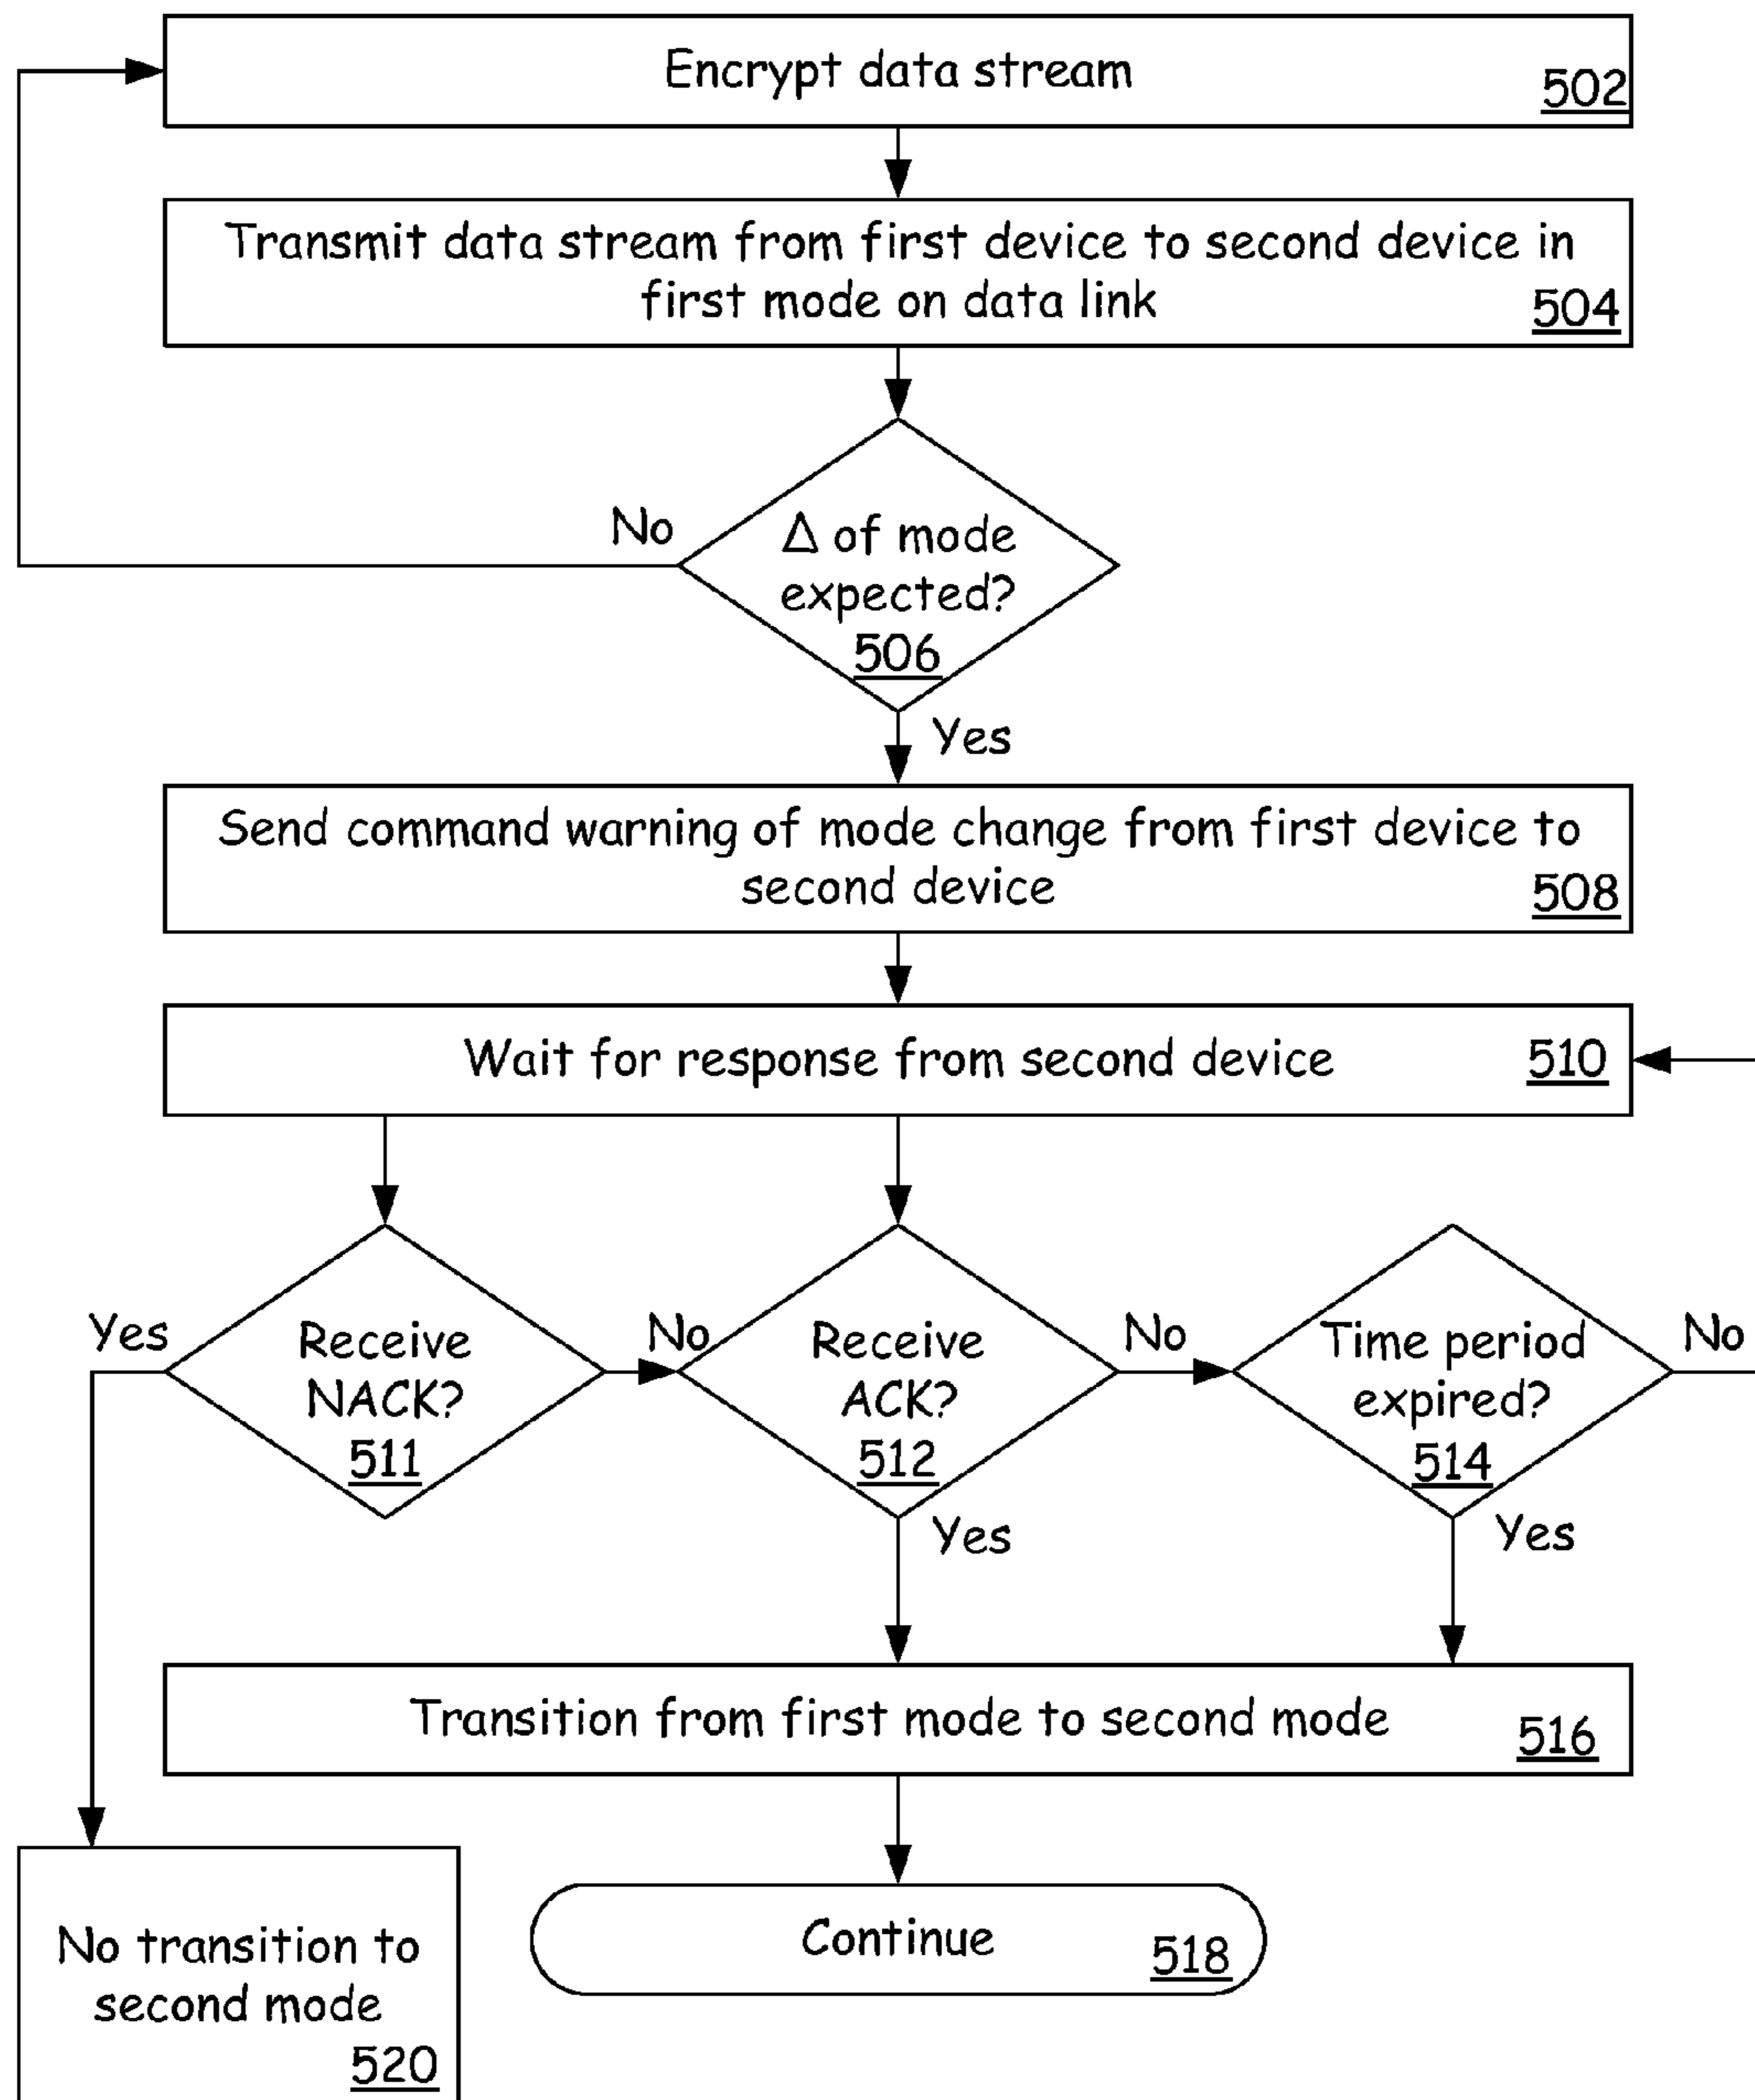 Encrypt data stream
502
Transmit data stream from first device to second device in
first mode on data link
504
No
Δ of mode
expected?
506
Yes
Send command warning of mode change from first device to
second device
508
Wait for response from second device
510
Yes
Receive
NACK?
511
No
Receive
ACK?
512
Yes
No
Time period
expired?
514
Yes
No
Transition from first mode to second mode
516
Continue
518
No transition to
second mode
520